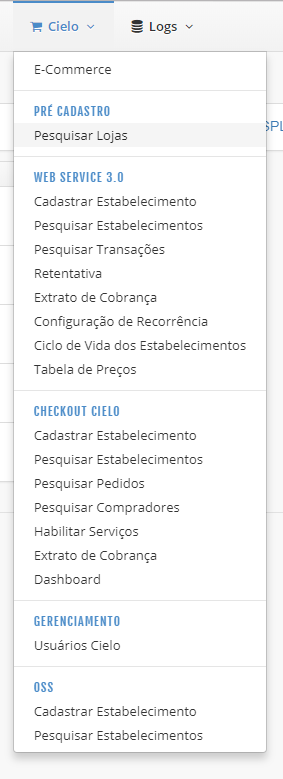 Cielo Logs
E-Commerce
PRÉ CADASTRO
Pesquisar Lojas
WEB SERVICE 3.0
Cadastrar Estabelecimento
Pesquisar Estabelecimentos
Pesquisar Transações
Retentativa
Extrato de Cobrança
Configuração de Recorrência
Ciclo de Vida dos Estabelecimentos
Tabela de Preços
CHECKOUT CIELO
Cadastrar Estabelecimento
Pesquisar Estabelecimentos
Pesquisar Pedidos
Pesquisar Compradores
Habilitar Serviços
Extrato de Cobrança
Dashboard
GERENCIAMENTO
Usuários Cielo
OSS
Cadastrar Estabelecimento
Pesquisar Estabelecimentos